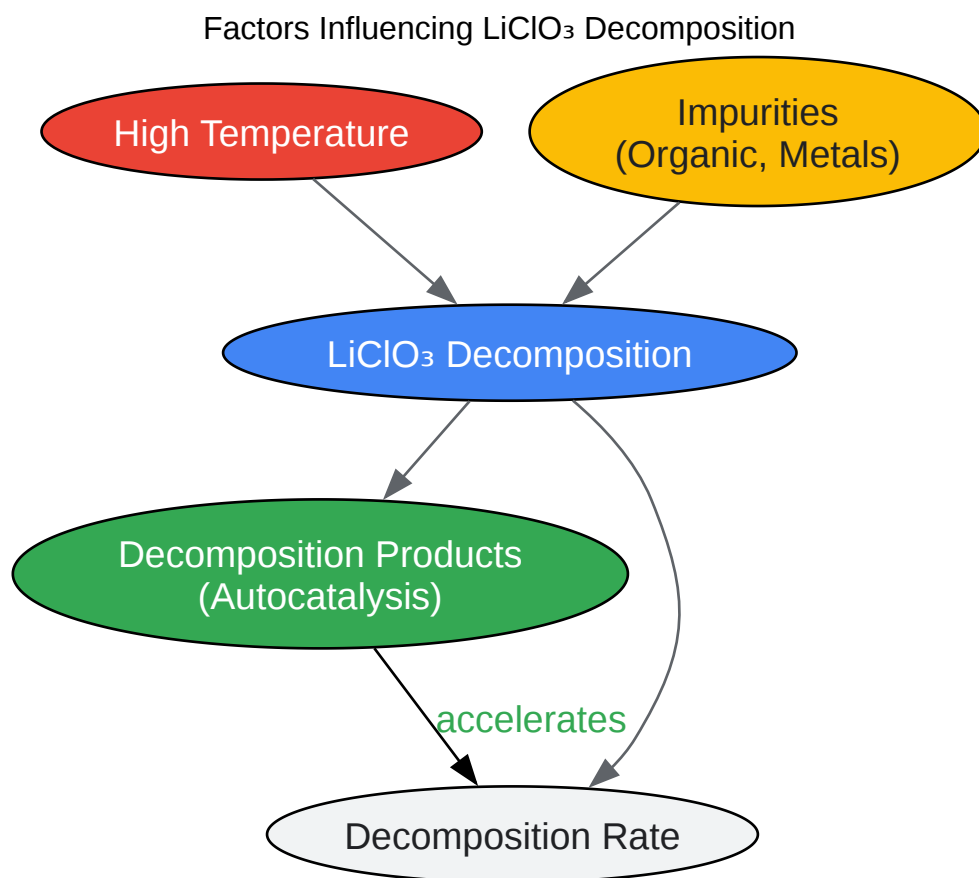 Factors Influencing LiClO₃ Decomposition
High Temperature
Impurities
(Organic, Metals)
LiClO₃ Decomposition
Decomposition Products
(Autocatalysis)
accelerates
Decomposition Rate